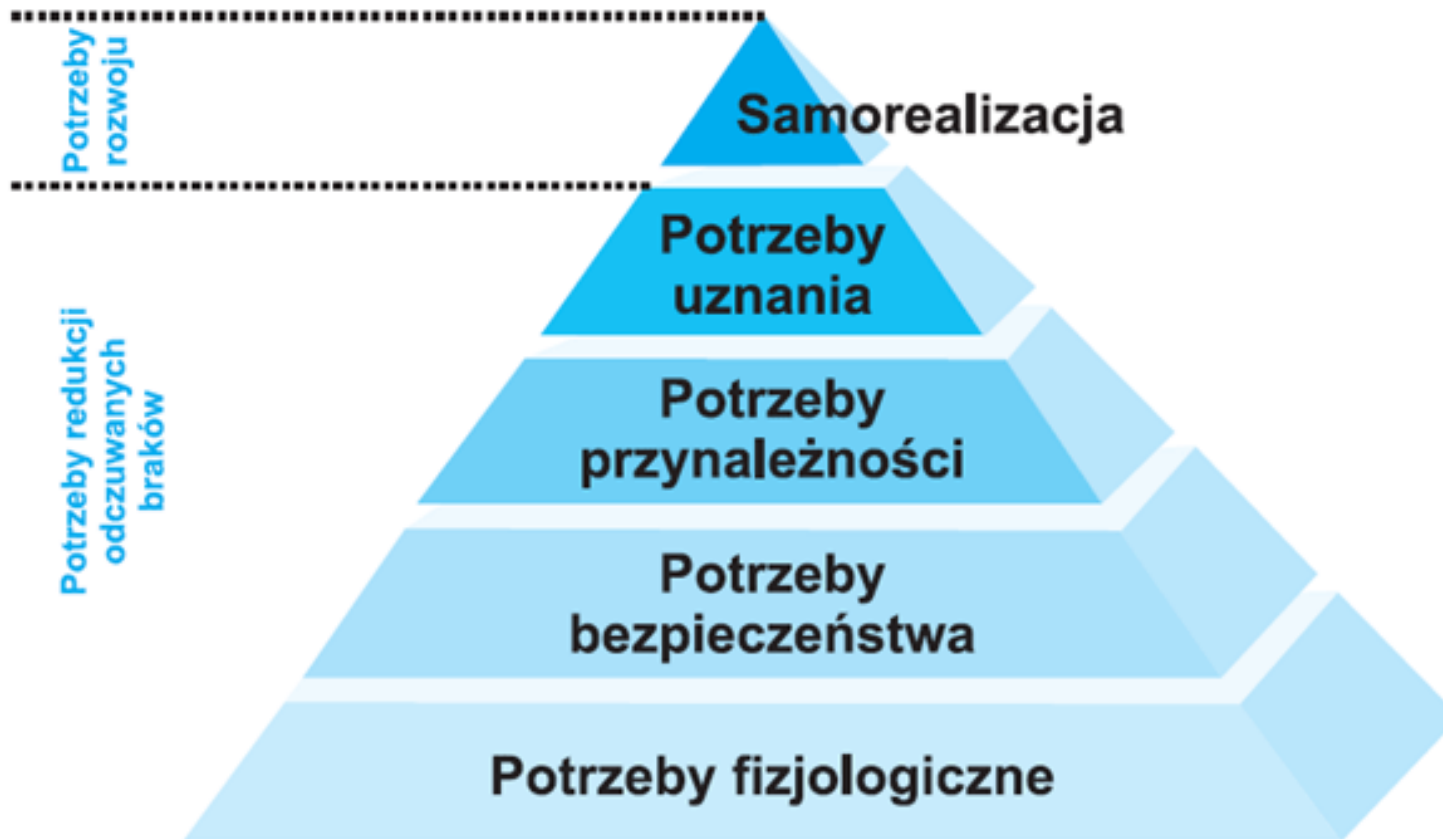 Potrzeby
rozwoju
Samorealizacja
Potrzeby
uznania
Potrzeby redukcji
odczuwanych
braków
Potrzeby
przynależności
Potrzeby
bezpieczeństwa
Potrzeby fizjologiczne